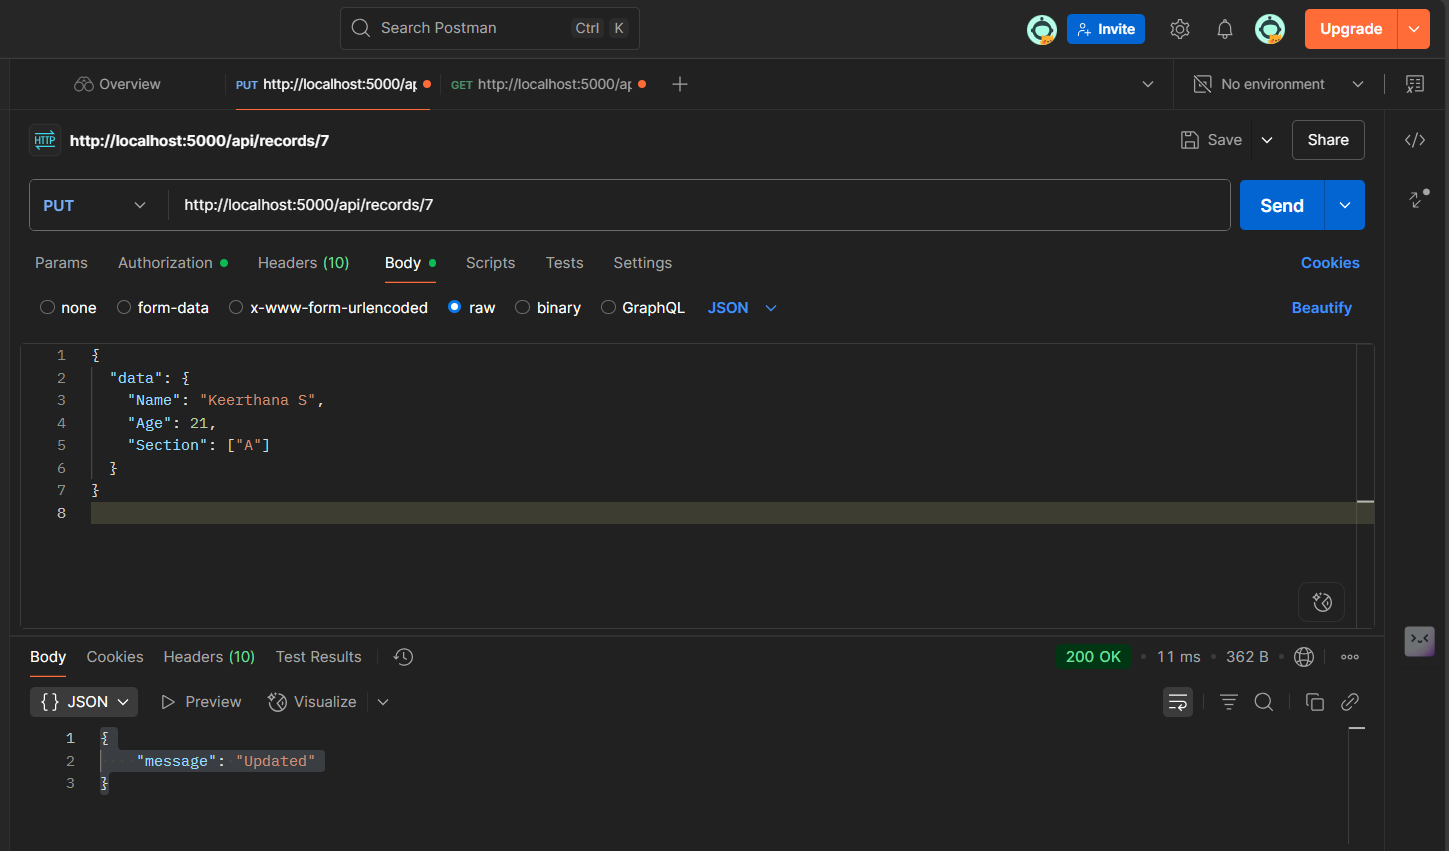 Search Postman Ctrl K Invite Upgrade
Overview PUT http://localhost:5000/ap GET http://localhost:5000/ap No environment
HTTP http://localhost:5000/api/records/7 Save Share
PUT http://localhost:5000/api/records/7 Send
Params Authorization Headers (10) Body Scripts Tests Settings Cookies
none form-data x-www-form-urlencoded raw binary GraphQL JSON Beautify
1 {
2 "data": {
3 "Name": "Keerthana S",
4 "Age": 21,
5 "Section": ["A"]
6 }
7 }
8
Body Cookies Headers (10) Test Results 200 OK 11 ms 362 B
{} JSON Preview Visualize
1 {
2 "message": "Updated"
3 }